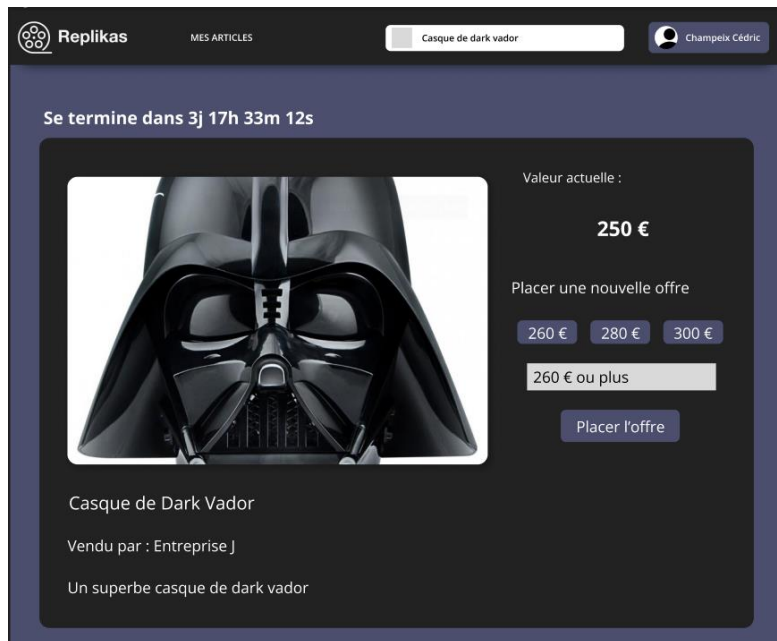 Replikas
MES ARTICLES
Casque de dark vador
Champeix Cédric
Se termine dans 3j 17h 33m 12s
Valeur actuelle :
250 €
Placer une nouvelle offre
260 € 280 € 300 €
260 € ou plus
Placer l’offre
Casque de Dark Vador
Vendu par : Entreprise J
Un superbe casque de dark vador